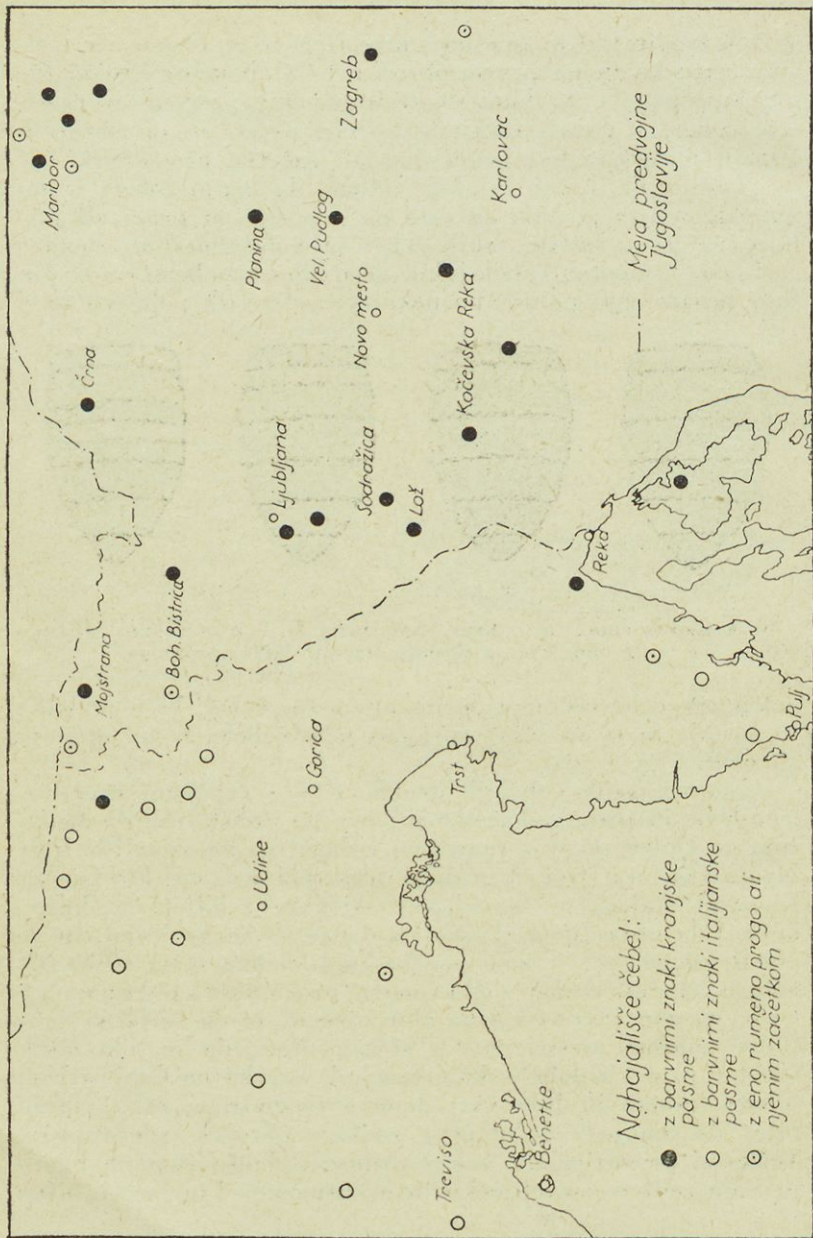 Maribor
Črna
Mojstrana
Planina
Zagreb
Boh. Bistrica
Ljubljana
Vel. Pudlog
Novo mesto
Gorica
Udine
Sodražica
Lož
Kočevska Reka
Karlovac
Trst
Reka
Treviso
Benetke
Pulj
Meja predvojne
Jugoslavije
Nahajališče čebel:
z barvnimi znaki kranjske
pasme
z barvnimi znaki italijanske
pasme
z eno rumeno progo ali
njenim začetkom